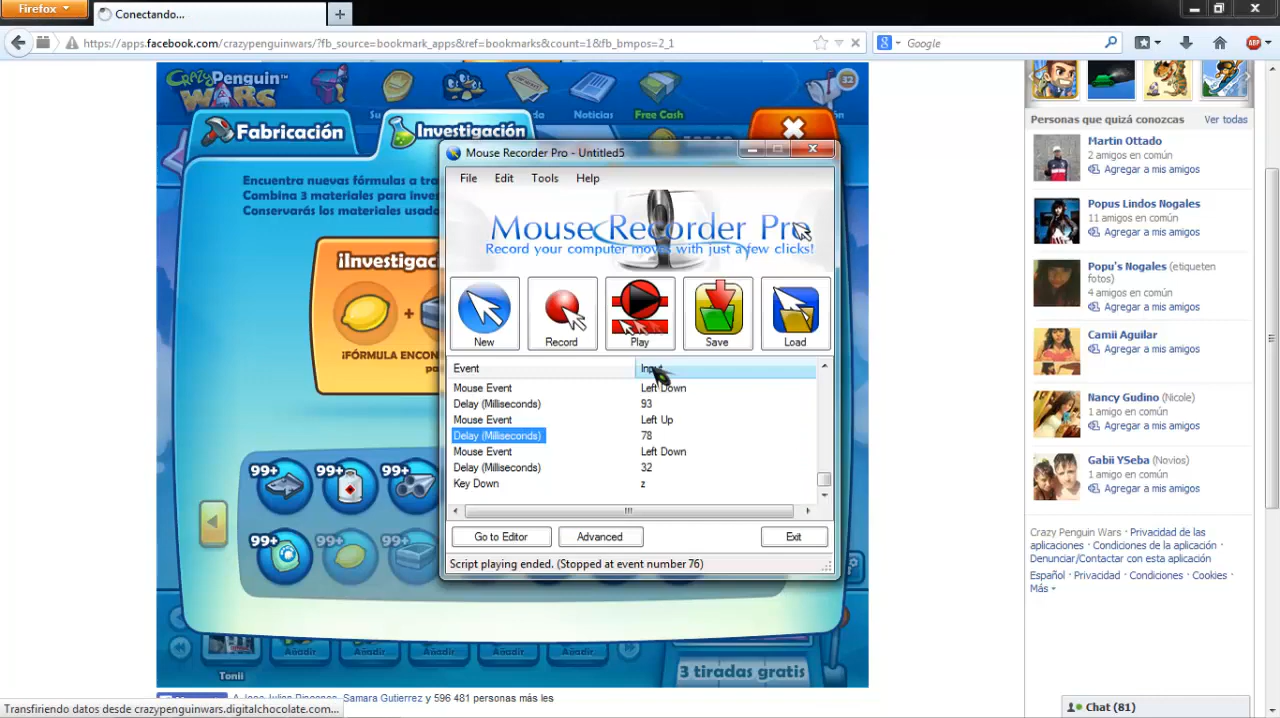 Firefox
Conectando...
https://apps.facebook.com/crazypenguinwars/?fb_source=bookmark_apps&ref=bookmarks&count=1&fb_bmpos=2_1
Google
ABP
Crazy Penguin™
WARS
32
Noticias
Free Cash
Fabricación
Investigación
Encuentra nuevas fórmulas a tra
Combina 3 materiales para inve
Conservarás los materiales usado
¡Investigac
¡FÓRMULA ENCON
99+
99+
99+
99+
Mouse Recorder Pro - Untitled5
File Edit Tools Help
Mouse Recorder Pro
Record your computer moves with just a few clicks!
New Record Play Save Load
Event
Mouse Event Left Down
Delay (Milliseconds) 93
Mouse Event Left Up
Delay (Milliseconds) 78
Mouse Event Left Down
Delay (Milliseconds) 32
Key Down z
Go to Editor Advanced Exit
Script playing ended. (Stopped at event number 76)
Tonii
Añadir Añadir Añadir Añadir Añadir
3 tiradas gratis
Samara Gutierrez y 596 481 personas más les
Personas que quizá conozcas Ver todas
Martin Ottado
2 amigos en común
Agregar a mis amigos
Popus Lindos Nogales
11 amigos en común
Agregar a mis amigos
Popu's Nogales (etiqueten
fotos)
4 amigos en común
Agregar a mis amigos
Camii Aguilar
Agregar a mis amigos
Nancy Gudino (Nicole)
1 amigo en común
Agregar a mis amigos
Gabii YSeba (Novios)
1 amigo en común
Agregar a mis amigos
Crazy Penguin Wars · Privacidad de las
aplicaciones · Condiciones de la aplicación ·
Denunciar/Contactar con esta aplicación
Español · Privacidad · Condiciones · Cookies ·
Más
Chat (81)
Transfiriendo datos desde crazypenguinwars.digitalchocolate.com...